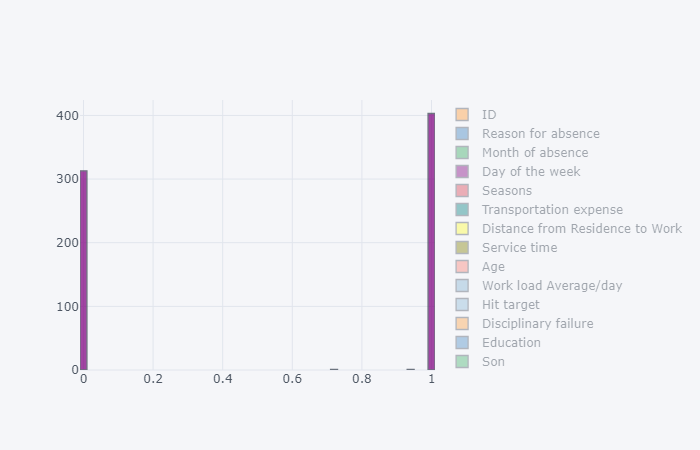 400
300
200
100
0
0 0.2 0.4 0.6 0.8 1
ID
Reason for absence
Month of absence
Day of the week
Seasons
Transportation expense
Distance from Residence to Work
Service time
Age
Work load Average/day
Hit target
Disciplinary failure
Education
Son